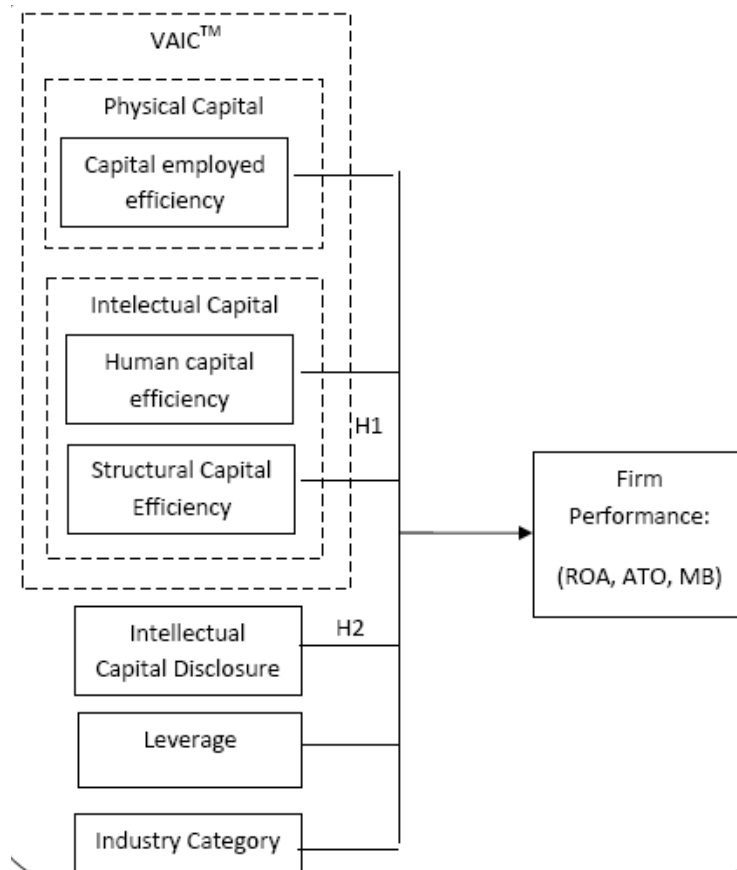 VAIC™
Physical Capital
Capital employed
efficiency
Intelectual Capital
Human capital
efficiency
H1
Structural Capital
Efficiency
Firm
Performance:
(ROA, ATO, MB)
Intellectual
Capital Disclosure
H2
Leverage
Industry Category